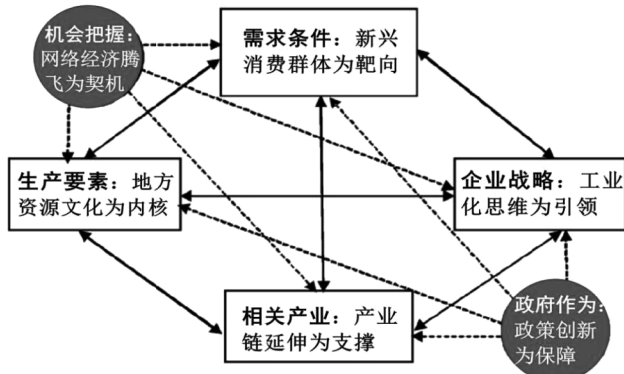 机会把握：
网络经济腾
飞为契机
需求条件：新兴
消费群体为靶向
生产要素：地方
资源文化为内核
企业战略：工业
化思维为引领
相关产业：产业
链延伸为支撑
政府作为：
政策创新
为保障